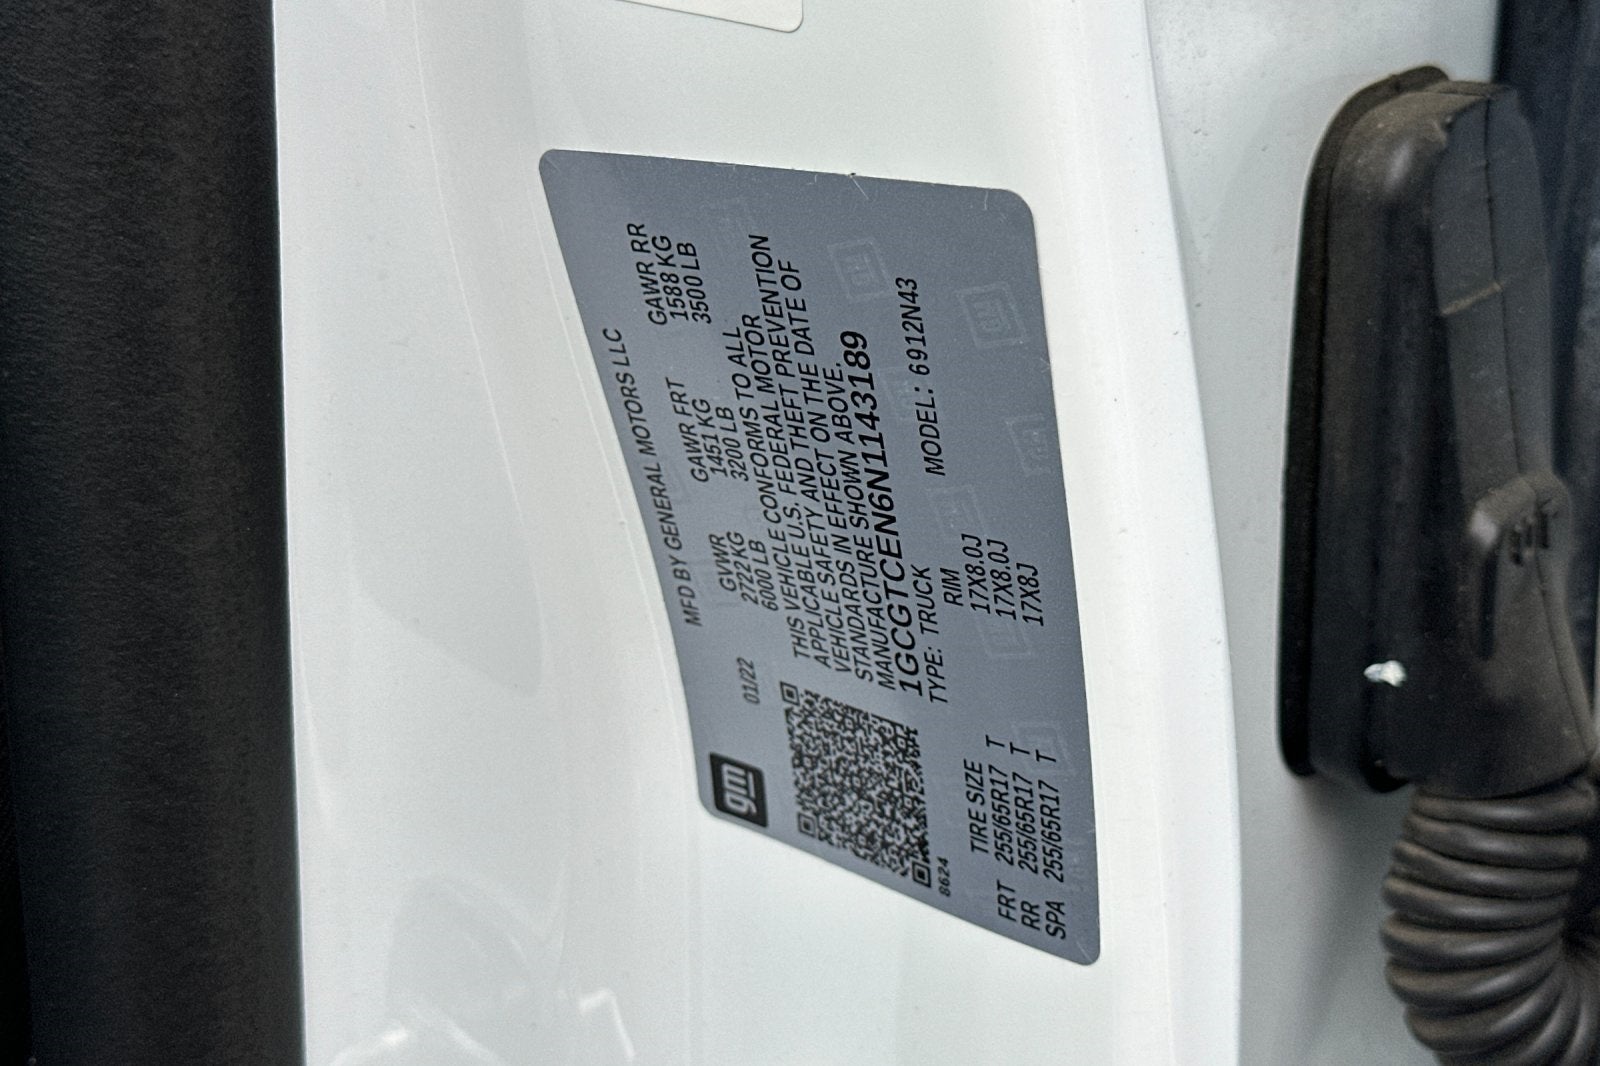 gm
01/22
MFD BY GENERAL MOTORS LLC
GVWR GAWR FRT GAWR RR
2722 KG 1451 KG 1588 KG
6000 LB 3200 LB 3500 LB
THIS VEHICLE CONFORMS TO ALL
APPLICABLE U.S. FEDERAL MOTOR
VEHICLE SAFETY AND THEFT PREVENTION
STANDARDS IN EFFECT ON THE DATE OF
MANUFACTURE SHOWN ABOVE.
1GCGTCEN6N1143189
TYPE: TRUCK MODEL: 6912N43
8624
TIRE SIZE RIM
FRT 255/65R17 T 17X8.0J
RR 255/65R17 T 17X8.0J
SPA 255/65R17 T 17X8J